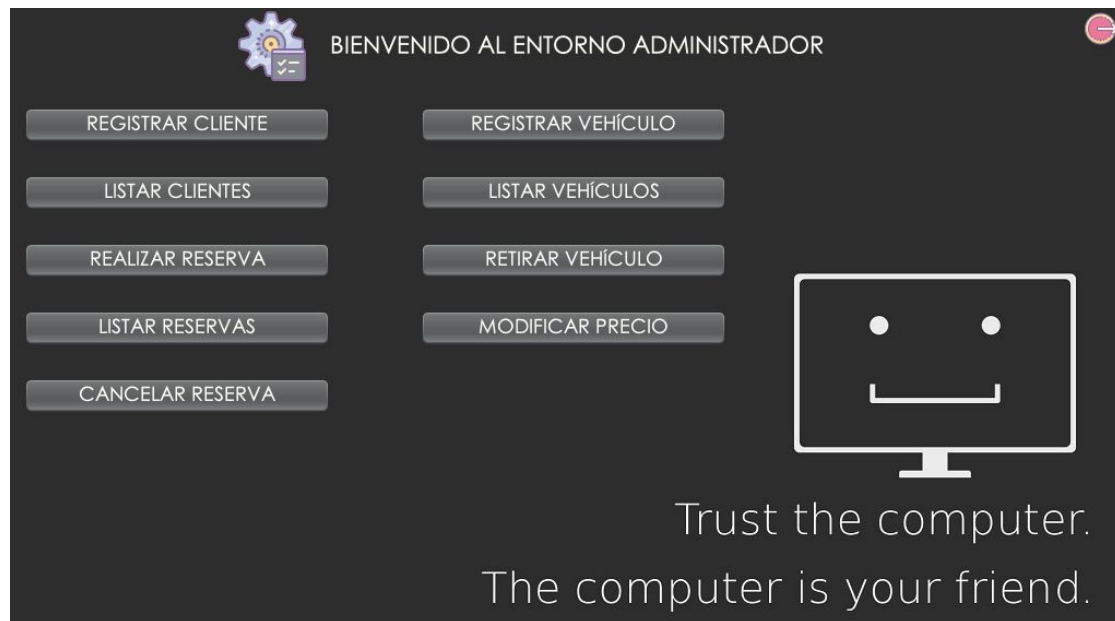 BIENVENIDO AL ENTORNO ADMINISTRADOR
REGISTRAR CLIENTE
REGISTRAR VEHÍCULO
LISTAR CLIENTES
LISTAR VEHÍCULOS
REALIZAR RESERVA
RETIRAR VEHÍCULO
LISTAR RESERVAS
MODIFICAR PRECIO
CANCELAR RESERVA
Trust the computer.
The computer is your friend.